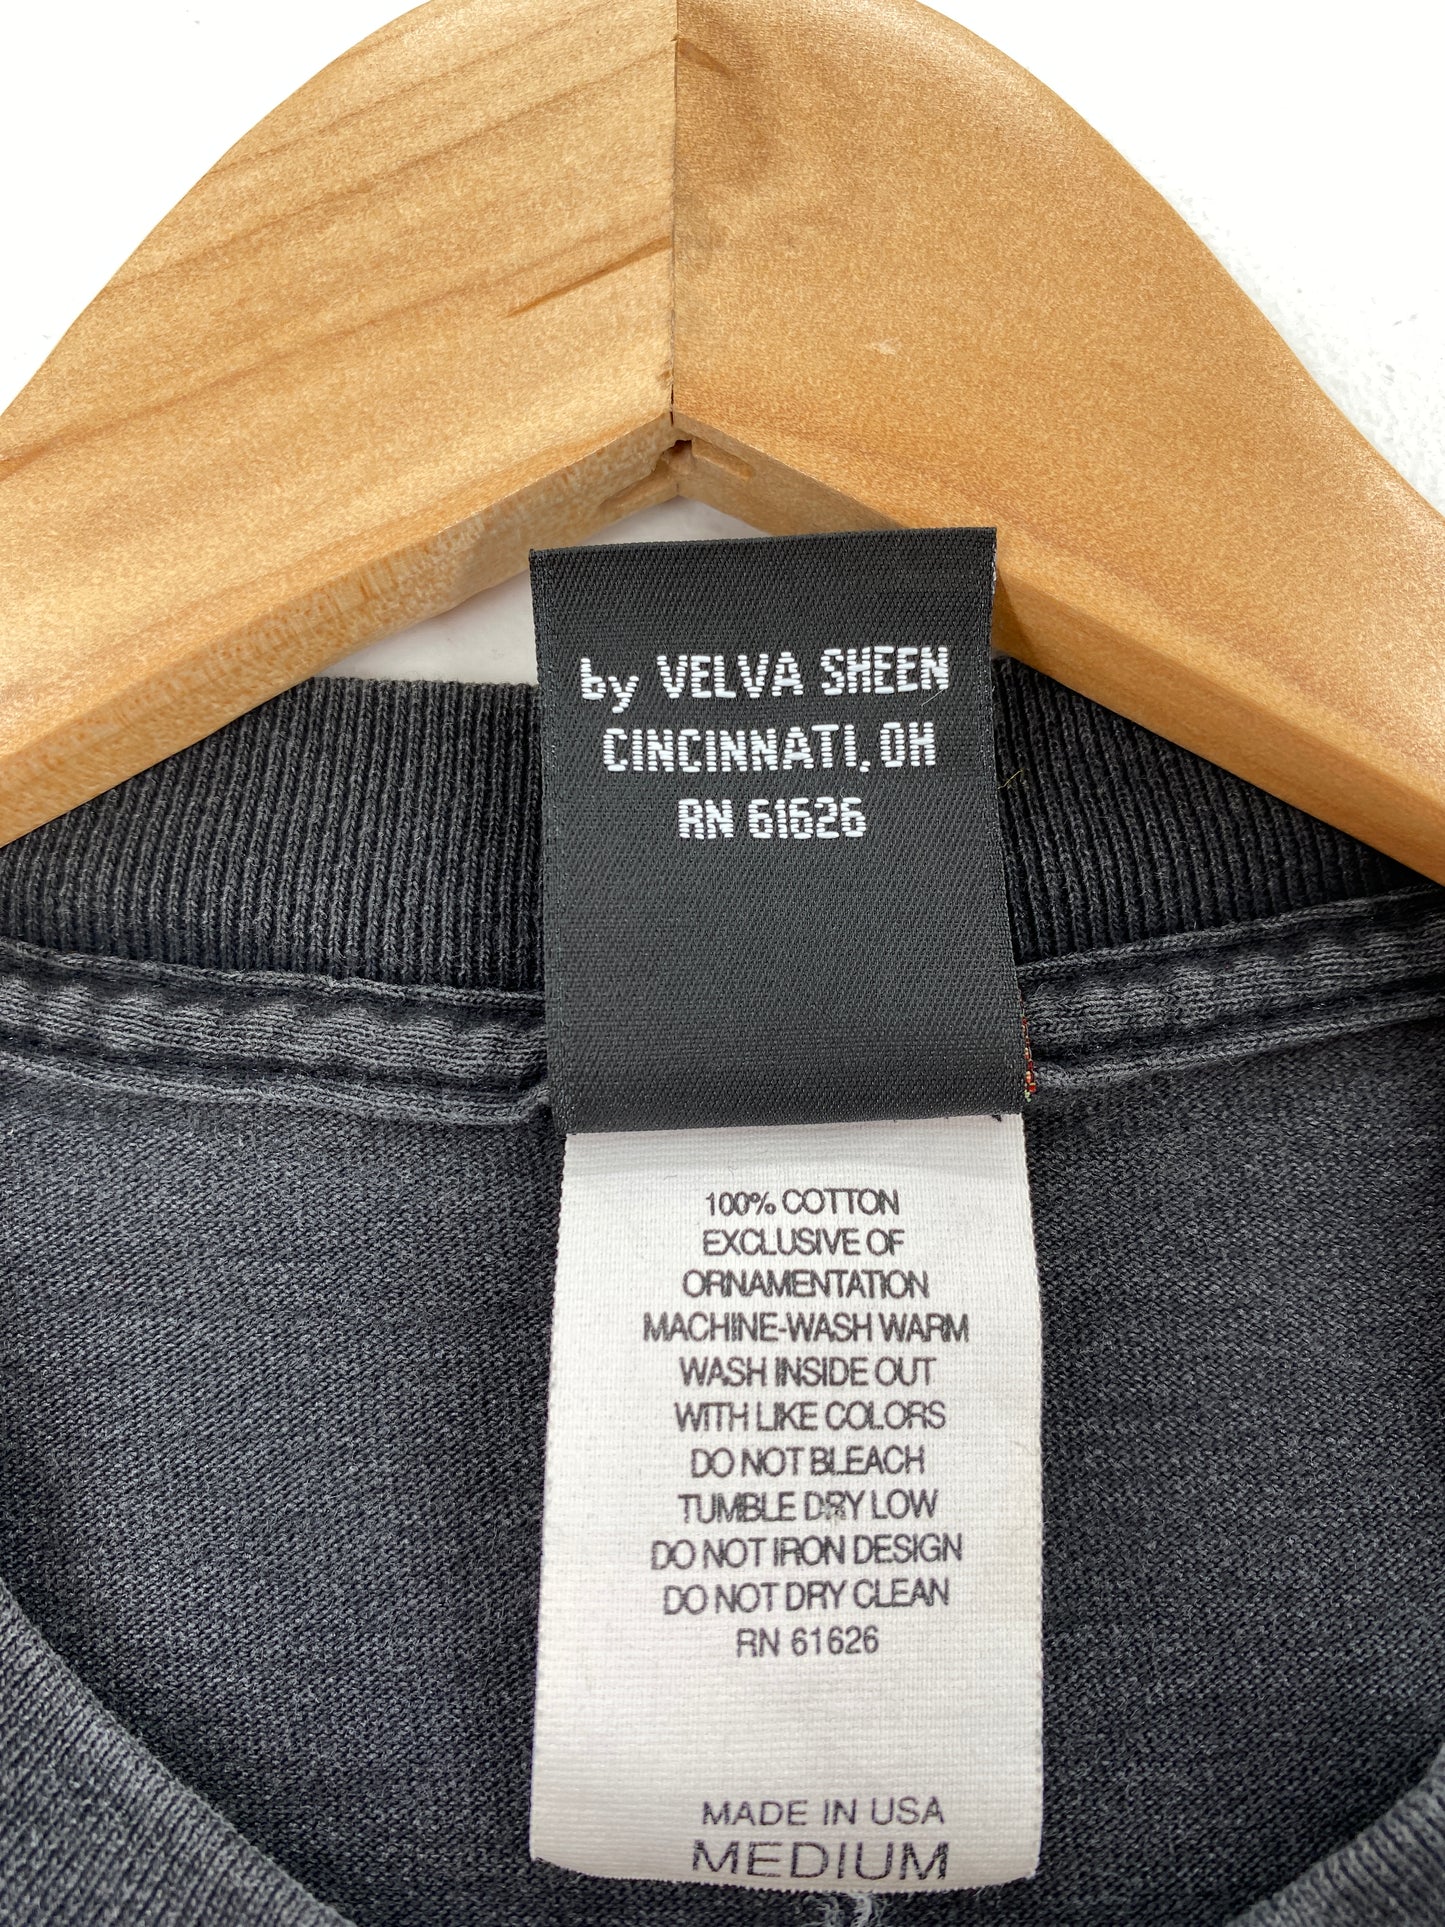 by VELVA SHEEN
CINCINNATI, OH
RN 61626
100% COTTON
EXCLUSIVE OF
ORNAMENTATION
MACHINE-WASH WARM
WASH INSIDE OUT
WITH LIKE COLORS
DO NOT BLEACH
TUMBLE DRY LOW
DO NOT IRON DESIGN
DO NOT DRY CLEAN
RN 61626
MADE IN USA
MEDIUM